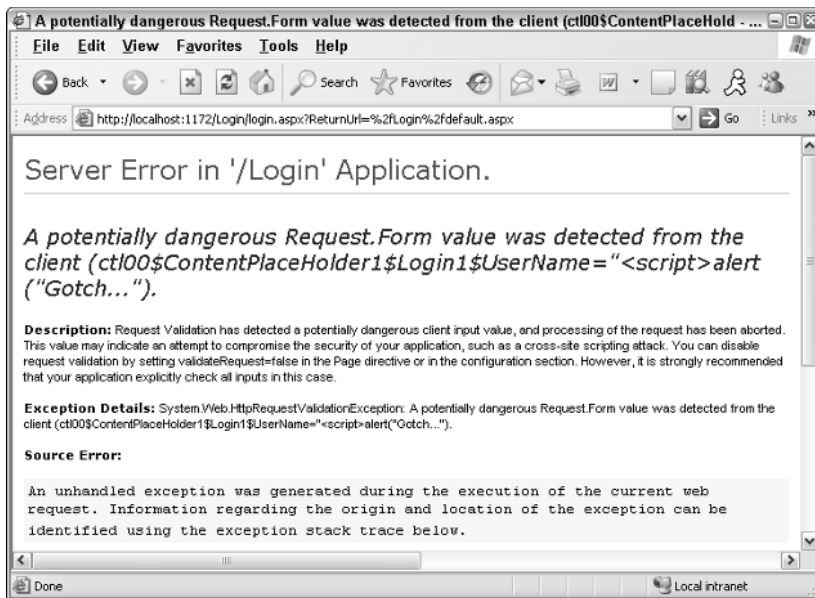 A potentially dangerous Request.Form value was detected from the client (ctl00$ContentPlaceHold - ...
File Edit View Favorites Tools Help
Back Search Favorites
Address http://localhost:1172/Login/login.aspx?ReturnUrl=%2fLogin%2fdefault.aspx Go Links »
Server Error in '/Login' Application.
A potentially dangerous Request.Form value was detected from the
client (ctl00$ContentPlaceHolder1$Login1$UserName="<script>alert
("Gotch...").
Description: Request Validation has detected a potentially dangerous client input value, and processing of the request has been aborted.
This value may indicate an attempt to compromise the security of your application, such as a cross-site scripting attack. You can disable
request validation by setting validateRequest=false in the Page directive or in the configuration section. However, it is strongly recommended
that your application explicitly check all inputs in this case.
Exception Details: System.Web.HttpRequestValidationException: A potentially dangerous Request.Form value was detected from the
client (ctl00$ContentPlaceHolder1$Login1$UserName="<script>alert("Gotch...").
Source Error:
An unhandled exception was generated during the execution of the current web
request. Information regarding the origin and location of the exception can be
identified using the exception stack trace below.
Done Local intranet